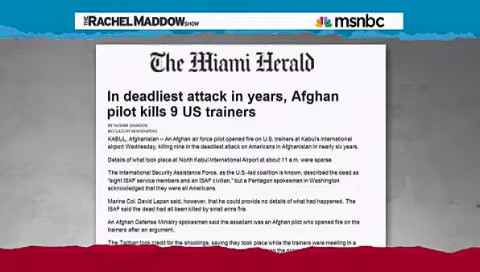 THE RACHEL MADDOW SHOW
msnbc
The Miami Herald
In deadliest attack in years, Afghan
pilot kills 9 US trainers
BY HASHIM SHUKOOR
MCCLATCHY NEWSPAPERS
KABUL, Afghanistan -- An Afghan air force pilot opened fire on U.S. trainers at Kabul's international
airport Wednesday, killing nine in the deadliest attack on Americans in Afghanistan in nearly six years.
Details of what took place at North Kabul International Airport at about 11 a.m. were sparse.
The International Security Assistance Force, as the U.S.-led coalition is known, described the dead as
"eight ISAF service members and an ISAF civilian," but a Pentagon spokesman in Washington
acknowledged that they were all Americans.
Marine Col. David Lapan said, however, that he could provide no details of what had happened. The
ISAF said the dead had all been killed by small arms fire.
An Afghan Defense Ministry spokesman said the assailant was an Afghan pilot who opened fire on the
trainers after an argument.
The Taliban took credit for the shootings, saying they took place while the trainers were meeting in a